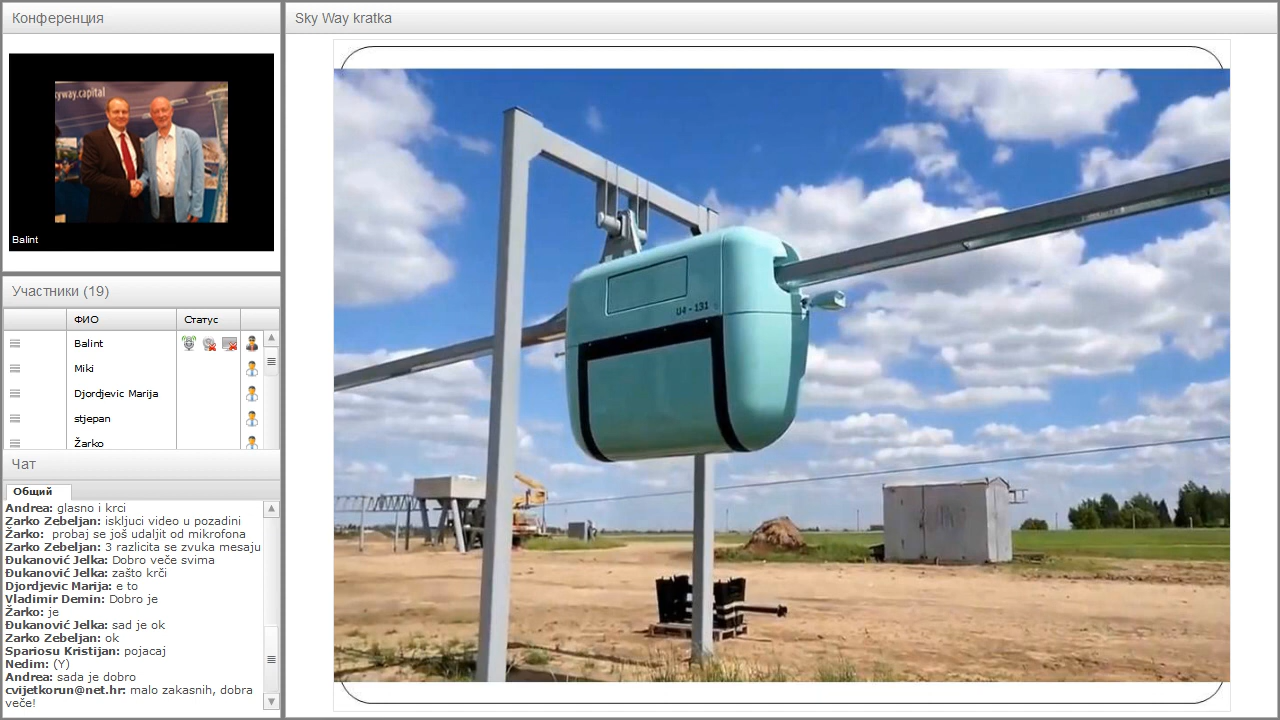 Конференция
Sky Way kratka
kyway.capital
Balint
Участники (19)
ФИО
Статус
Balint
Miki
Djordjevic Marija
stjepan
Žarko
Чат
Общий
Andrea: glasno i krci
Zarko Zebeljan: iskljuci video u pozadini
Žarko: probaj se još udaljit od mikrofona
Zarko Zebeljan: 3 razlicita se zvuka mesaju
Đukanović Jelka: Dobro veče svima
Đukanović Jelka: zašto krči
Djordjevic Marija: e to
Vladimir Demin: Dobro je
Žarko: je
Đukanović Jelka: sad je ok
Zarko Zebeljan: ok
Spariosu Kristijan: pojacaj
Nedim: (Y)
Andrea: sada je dobro
cvijetkorun@net.hr: malo zakasnih, dobra
veče!
U4 - 131